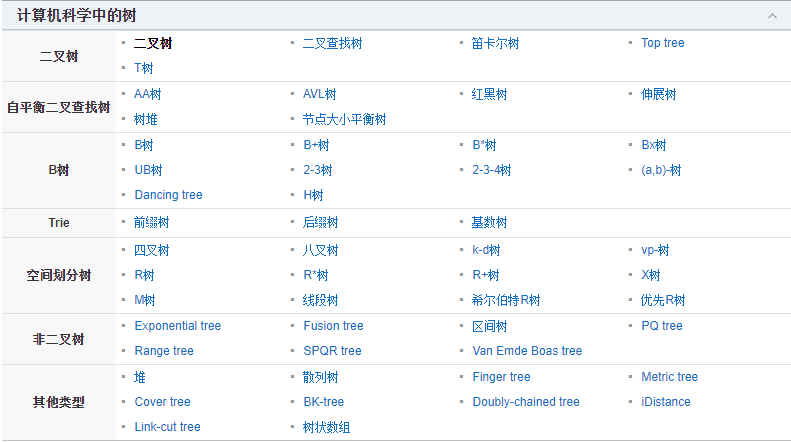 计算机科学中的树
二叉树
二叉树 二叉查找树 笛卡尔树 Top tree
T树
自平衡二叉查找树
AA树 AVL树 红黑树 伸展树
树堆 节点大小平衡树
B树
B树 B+树 B*树 Bx树
UB树 2-3树 2-3-4树 (a,b)-树
Dancing tree H树
Trie
前缀树 后缀树 基数树
空间划分树
四叉树 八叉树 k-d树 vp-树
R树 R*树 R+树 X树
M树 线段树 希尔伯特R树 优先R树
非二叉树
Exponential tree Fusion tree 区间树 PQ tree
Range tree SPQR tree Van Emde Boas tree
其他类型
堆 散列树 Finger tree Metric tree
Cover tree BK-tree Doubly-chained tree iDistance
Link-cut tree 树状数组